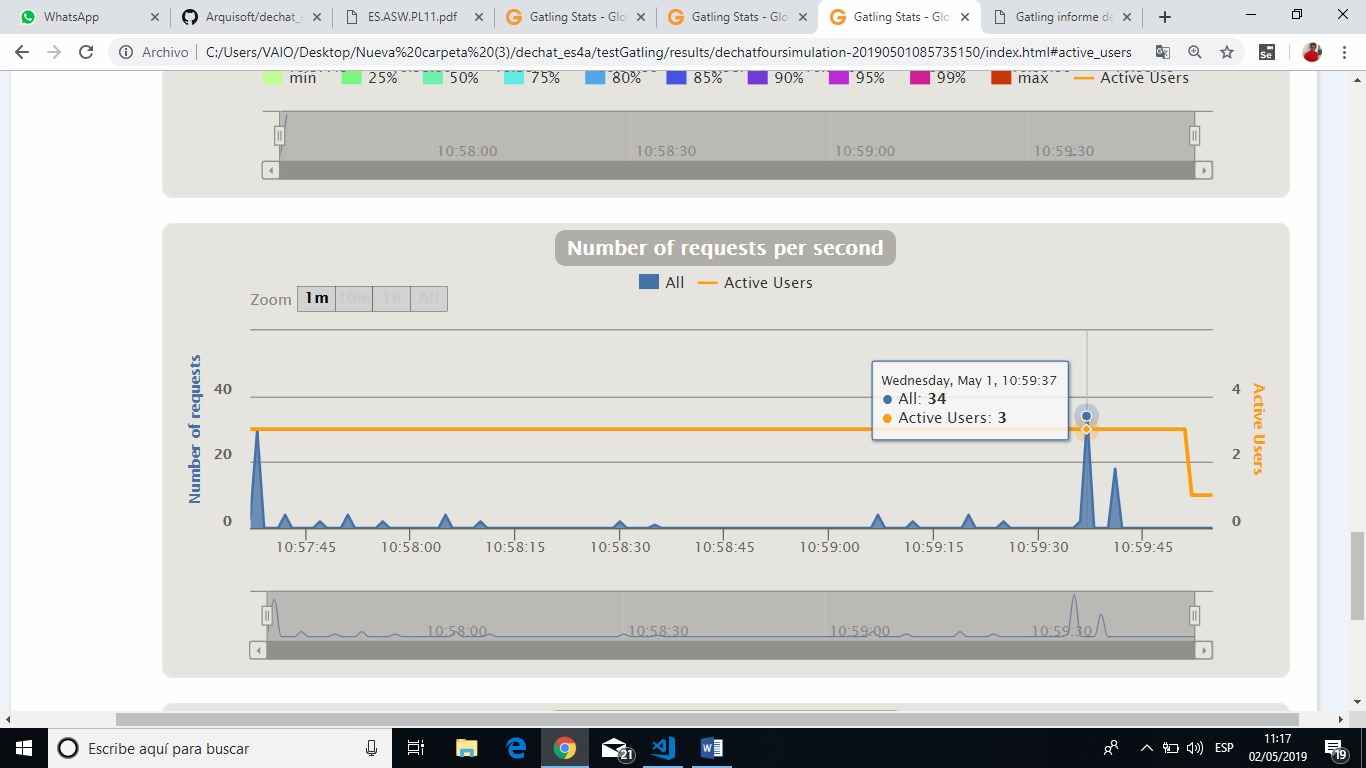 WhatsApp
Arquisoft/dechat_e
ES.ASW.PL11.pdf
Gatling Stats - Glo
Gatling Stats - Glo
Gatling Stats - Glo
Gatling informe de
Archivo
C:/Users/VAIO/Desktop/Nueva%20carpeta%20(3)/dechat_es4a/testGatling/results/dechatfoursimulation-20190501085735150/index.html#active_users
min 25% 50% 75% 80% 85% 90% 95% 99% max Active Users
10:58:00 10:58:30 10:59:00 10:59:30
Number of requests per second
All Active Users
Zoom 1m 10m 1h All
Number of requests
Active Users
40
20
0
4
2
0
Wednesday, May 1, 10:59:37
All: 34
Active Users: 3
10:57:45 10:58:00 10:58:15 10:58:30 10:58:45 10:59:00 10:59:15 10:59:30 10:59:45
10:58:00 10:58:30 10:59:00 10:59:30
Escribe aquí para buscar
21
ESP
11:17
02/05/2019
19